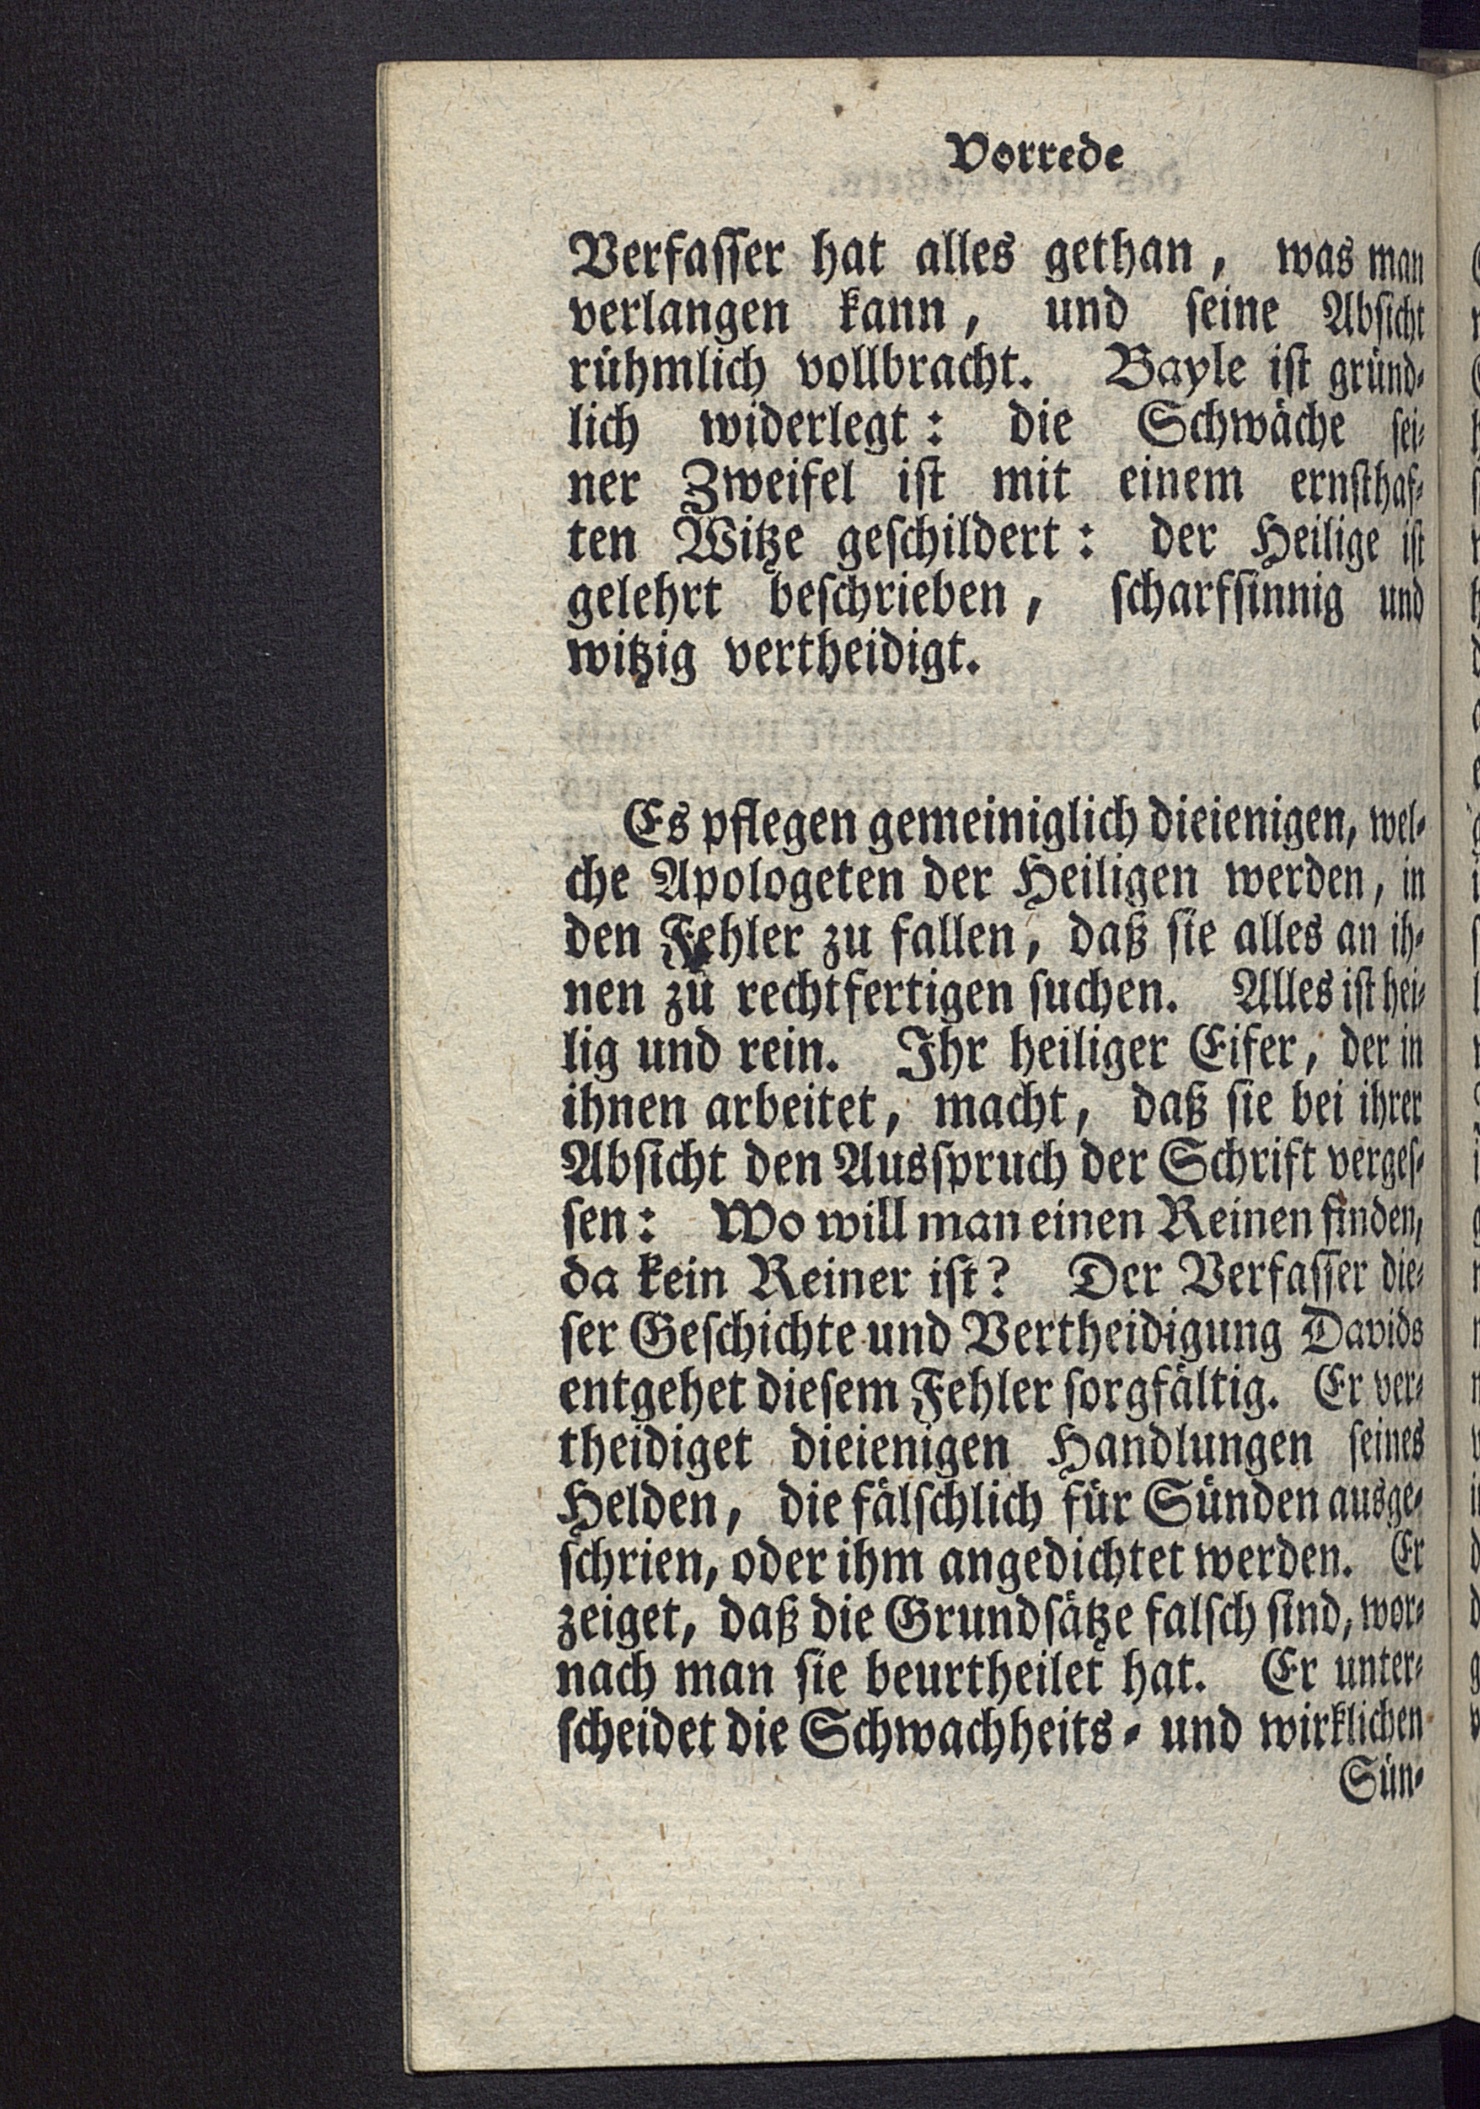 Vorrede
Verfaſſer hat alles gethan, was man
verlangen kann, und ſeine Abſicht
rühmlich vollbracht. Bayle iſt gründ⸗
lich widerlegt: die Schwäche ſei⸗
ner Zweifel iſt mit einem ernſthaf⸗
ten Witze geſchildert: der Heilige iſt
gelehrt beſchrieben, ſcharfſinnig und
witzig vertheidigt.
Es pflegen gemeiniglich dieienigen, wel⸗
che Apologeten der Heiligen werden, in
den Fehler zu fallen, daß ſie alles an ih⸗
nen zu rechtfertigen ſuchen. Alles iſt hei⸗
lig und rein. Ihr heiliger Eifer, der in
ihnen arbeitet, macht, daß ſie bei ihrer
Abſicht den Ausſpruch der Schrift vergeſ⸗
ſen: Wo will man einen Reinen finden,
da kein Reiner iſt? Der Verfaſſer die⸗
ſer Geſchichte und Vertheidigung Davids
entgehet dieſem Fehler ſorgfältig. Er ver⸗
theidiget dieienigen Handlungen ſeines
Helden, die fälſchlich für Sünden ausge⸗
ſchrien, oder ihm angedichtet werden. Er
zeiget, daß die Grundſätze falſch ſind, wor⸗
nach man ſie beurtheilet hat. Er unter⸗
ſcheidet die Schwachheits⸗ und wirklichen
Sün⸗